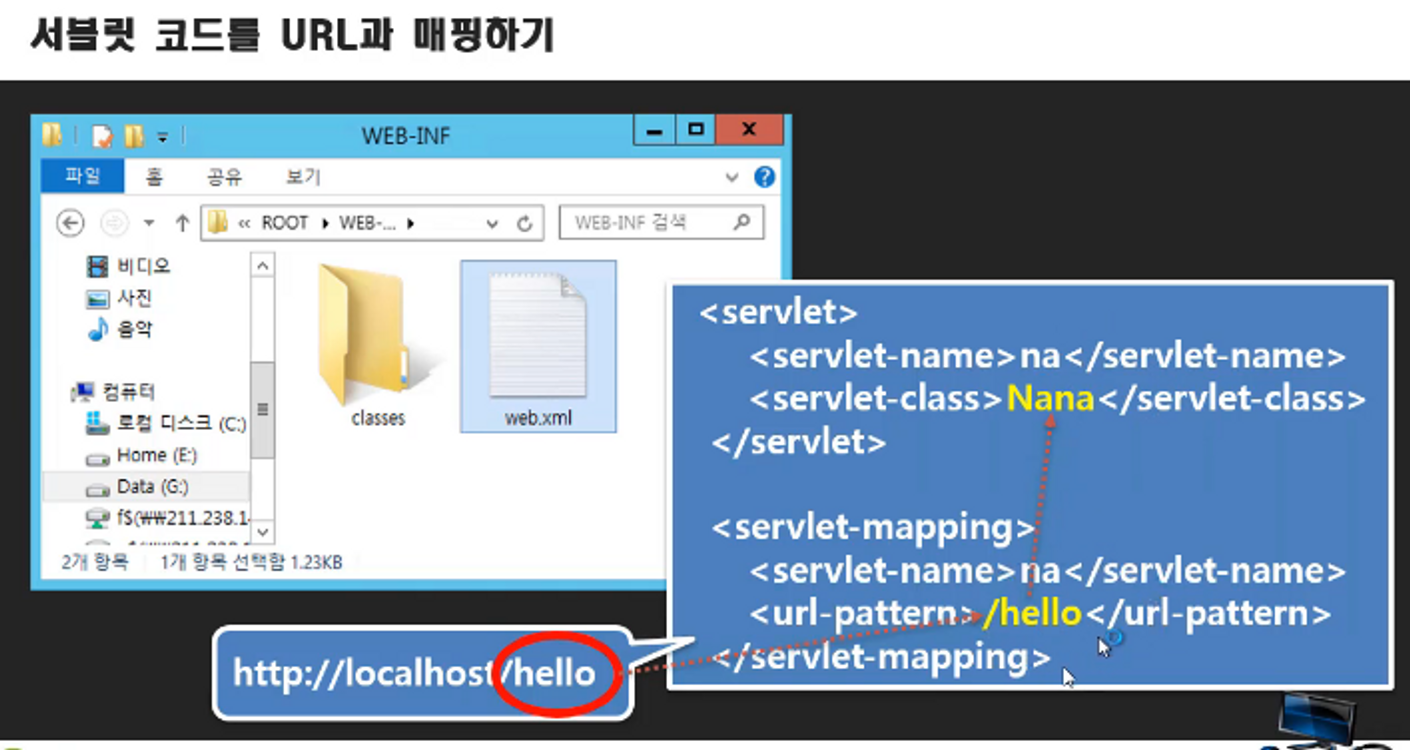 서블릿 코드를 URL과 매핑하기
WEB-INF
파일 홈 공유 보기
« ROOT WEB-... WEB-INF 검색
비디오
사진
음악
컴퓨터
로컬 디스크 (C:)
Home (E:)
Data (G:)
f$(₩₩211.238.1
classes
web.xml
2개 항목 1개 항목 선택함 1.23KB
<servlet>
<servlet-name>na</servlet-name>
<servlet-class>Nana</servlet-class>
</servlet>
<servlet-mapping>
<servlet-name>na</servlet-name>
<url-pattern>/hello</url-pattern>
</servlet-mapping>
http://localhost/hello